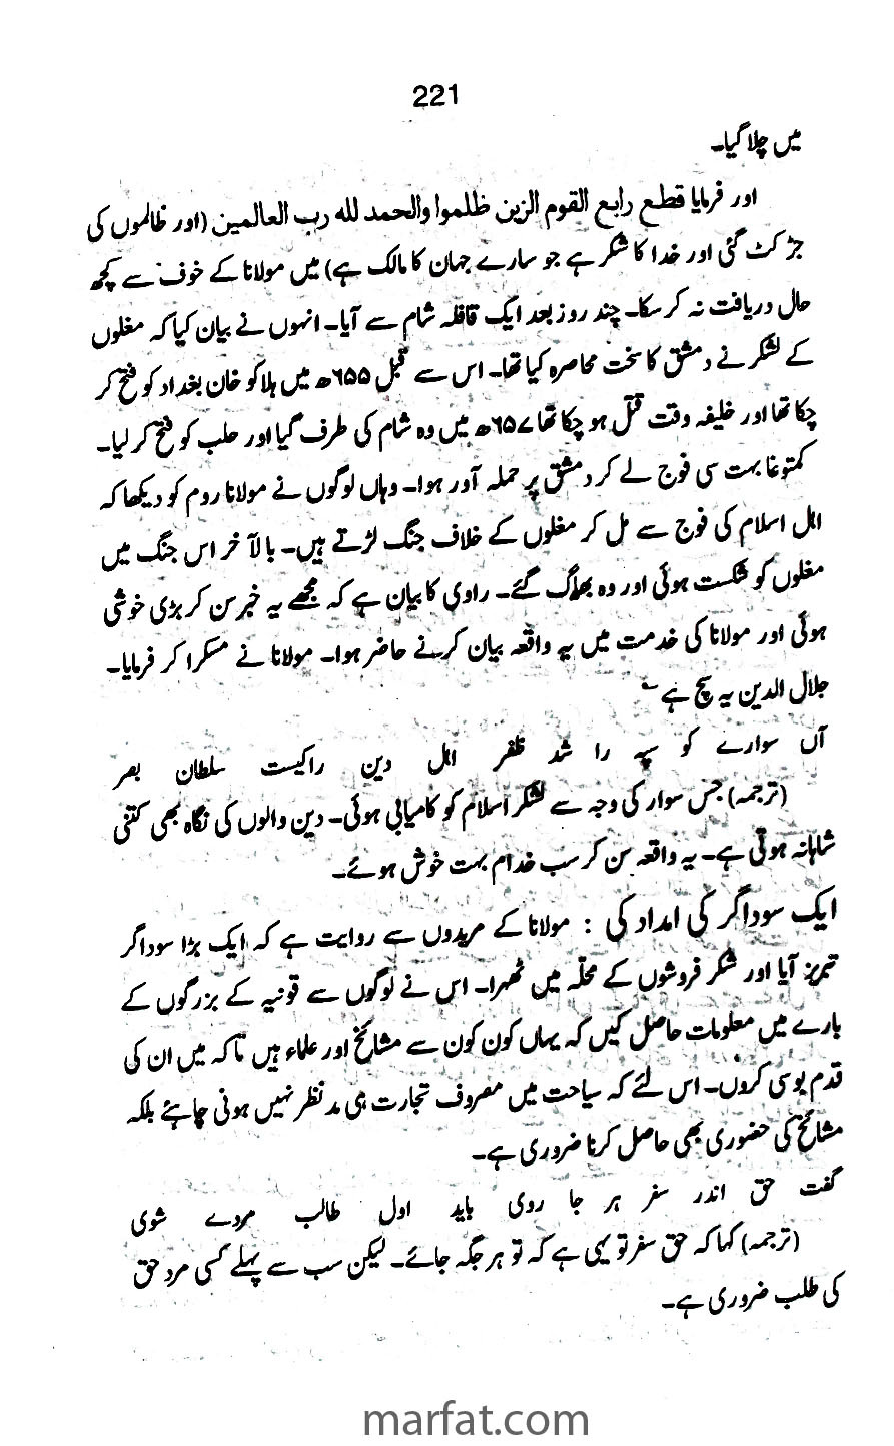 221
میں چلا گیا۔
اور فرمایا قطع رابع القوم الزین ظلموا والحمد لله رب العالمین (اور ظالموں کی
جڑ کٹ گئی اور خدا کا شکر ہے جو سارے جہان کا مالک ہے) میں مولانا کے خوف سے کچھ
حال دریافت نہ کر سکا۔ چند روز بعد ایک قافلہ شام سے آیا۔ انہوں نے بیان کیا کہ مغلوں
کے لشکر نے دمشق کا سخت محاصرہ کیا تھا۔ اس سے قبل ۶۵۵ھ میں ہلاکو خان بغداد کو فتح کر
چکا تھا اور خلیفہ وقت قتل ہو چکا تھا ۶۵۷ھ میں وہ شام کی طرف گیا اور حلب کو فتح کر لیا۔
کمتوغا بہت سی فوج لے کر دمشق پر حملہ آور ہوا۔ وہاں لوگوں نے مولانا روم کو دیکھا کہ
اہل اسلام کی فوج سے مل کر مغلوں کے خلاف جنگ لڑتے ہیں۔ بالآخر اس جنگ میں
مغلوں کو شکست ہوئی اور وہ بھاگ گئے۔ راوی کا بیان ہے کہ مجھے یہ خبر سن کر بڑی خوشی
ہوئی اور مولانا کی خدمت میں یہ واقعہ بیان کرنے حاضر ہوا۔ مولانا نے مسکرا کر فرمایا۔
جلال الدین یہ سچ ہے ؎
آں سوارے کو سپہ را شد ظفر اہل دین راکیست سلطان بصر
(ترجمہ) جس سوار کی وجہ سے لشکر اسلام کو کامیابی ہوئی۔ دین والوں کی نگاہ بھی کتنی
شاہانہ ہوتی ہے۔ یہ واقعہ سن کر سب خدام بہت خوش ہوئے۔
ایک سوداگر کی امداد کی : مولانا کے مریدوں سے روایت ہے کہ ایک بڑا سوداگر
تبریز آیا اور شکر فروشوں کے محلہ میں ٹھہرا۔ اس نے لوگوں سے قونیہ کے بزرگوں کے
بارے میں معلومات حاصل کیں کہ یہاں کون کون سے مشائخ اور علماء ہیں تاکہ میں ان کی
قدم بوسی کروں۔ اس لئے کہ سیاحت میں مصروف تجارت ہی مد نظر نہیں ہونی چاہئے بلکہ
مشائخ کی حضوری بھی حاصل کرنا ضروری ہے۔
گفت حق اندر سفر ہر جا روی باید اول طالب مردے شوی
(ترجمہ) کہا کہ حق سفر تو یہی ہے کہ تو ہر جگہ جائے۔ لیکن سب سے پہلے کسی مرد حق
کی طلب ضروری ہے۔
marfat.com